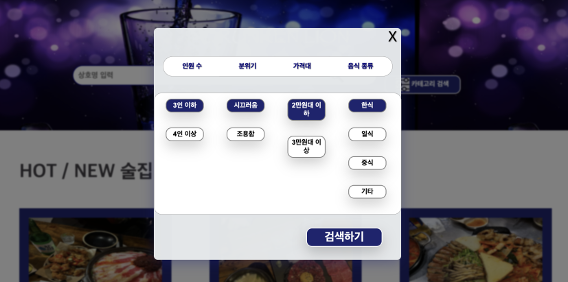 X
인원 수 분위기 가격대 음식 종류
상호명 입력
카테고리 검색
3인 이하 시끄러움 2만원대 이하 한식
4인 이상 조용함 3만원대 이상 일식
중식
기타
HOT / NEW 술집
검색하기